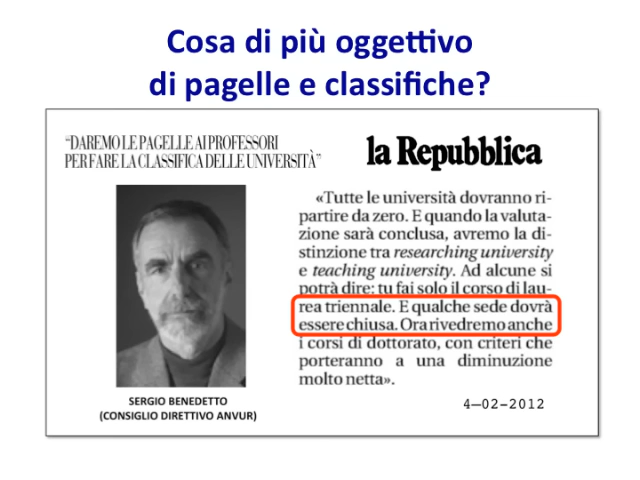 Cosa di più oggettivo
di pagelle e classifiche?
“DAREMO LE PAGELLE AI PROFESSORI
PER FARE LA CLASSIFICA DELLE UNIVERSITÀ”
la Repubblica
«Tutte le università dovranno ri-
partire da zero. E quando la valuta-
zione sarà conclusa, avremo la di-
stinzione tra researching university
e teaching university. Ad alcune si
potrà dire: tu fai solo il corso di lau-
rea triennale. E qualche sede dovrà
essere chiusa. Ora rivedremo anche
i corsi di dottorato, con criteri che
porteranno a una diminuzione
molto netta».
SERGIO BENEDETTO
(CONSIGLIO DIRETTIVO ANVUR)
4–02-2012